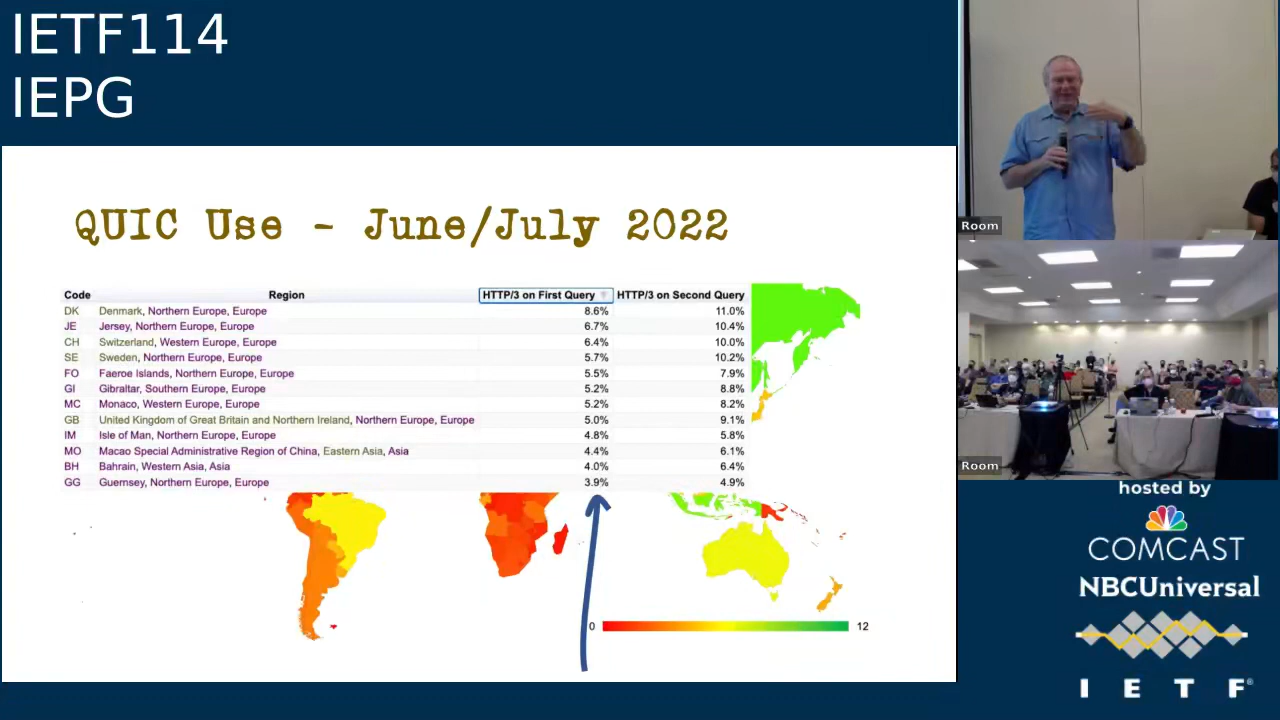 IETF114
IEPG
QUIC Use - June/July 2022
Code Region HTTP/3 on First Query HTTP/3 on Second Query
DK Denmark, Northern Europe, Europe 8.6% 11.0%
JE Jersey, Northern Europe, Europe 6.7% 10.4%
CH Switzerland, Western Europe, Europe 6.4% 10.0%
SE Sweden, Northern Europe, Europe 5.7% 10.2%
FO Faeroe Islands, Northern Europe, Europe 5.5% 7.9%
GI Gibraltar, Southern Europe, Europe 5.2% 8.8%
MC Monaco, Western Europe, Europe 5.2% 8.2%
GB United Kingdom of Great Britain and Northern Ireland, Northern Europe, Europe 5.0% 9.1%
IM Isle of Man, Northern Europe, Europe 4.8% 5.8%
MO Macao Special Administrative Region of China, Eastern Asia, Asia 4.4% 6.1%
BH Bahrain, Western Asia, Asia 4.0% 6.4%
GG Guernsey, Northern Europe, Europe 3.9% 4.9%
0 12
Room
Room
hosted by
COMCAST
NBCUniversal
I E T F®